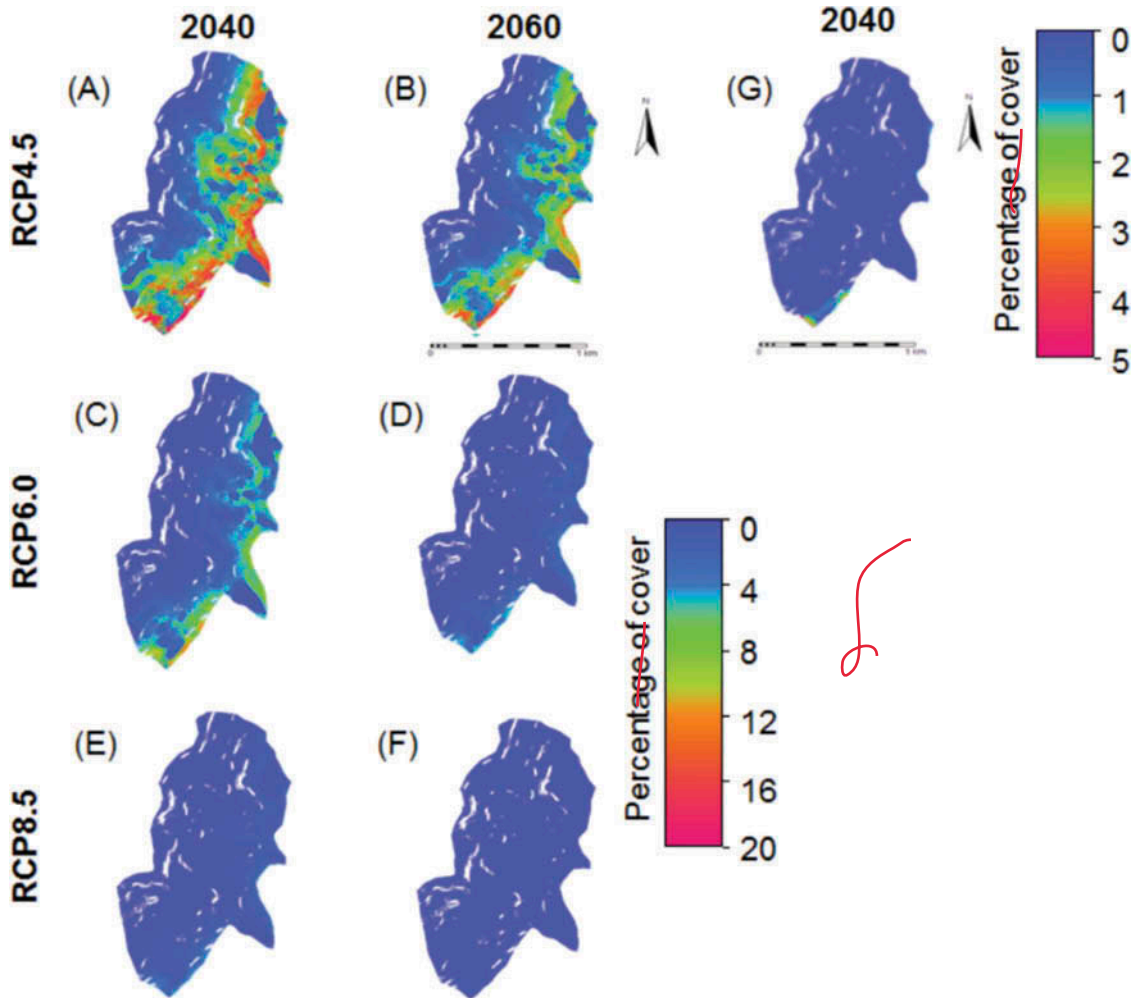 2040 2060 2040
(A) (B) (G)
RCP4.5
N N
0 1 km
0 1 km
Percentage of cover
0
1
2
3
4
5
(C) (D)
RCP6.0
Percentage of cover
0
4
8
12
16
20
(E) (F)
RCP8.5